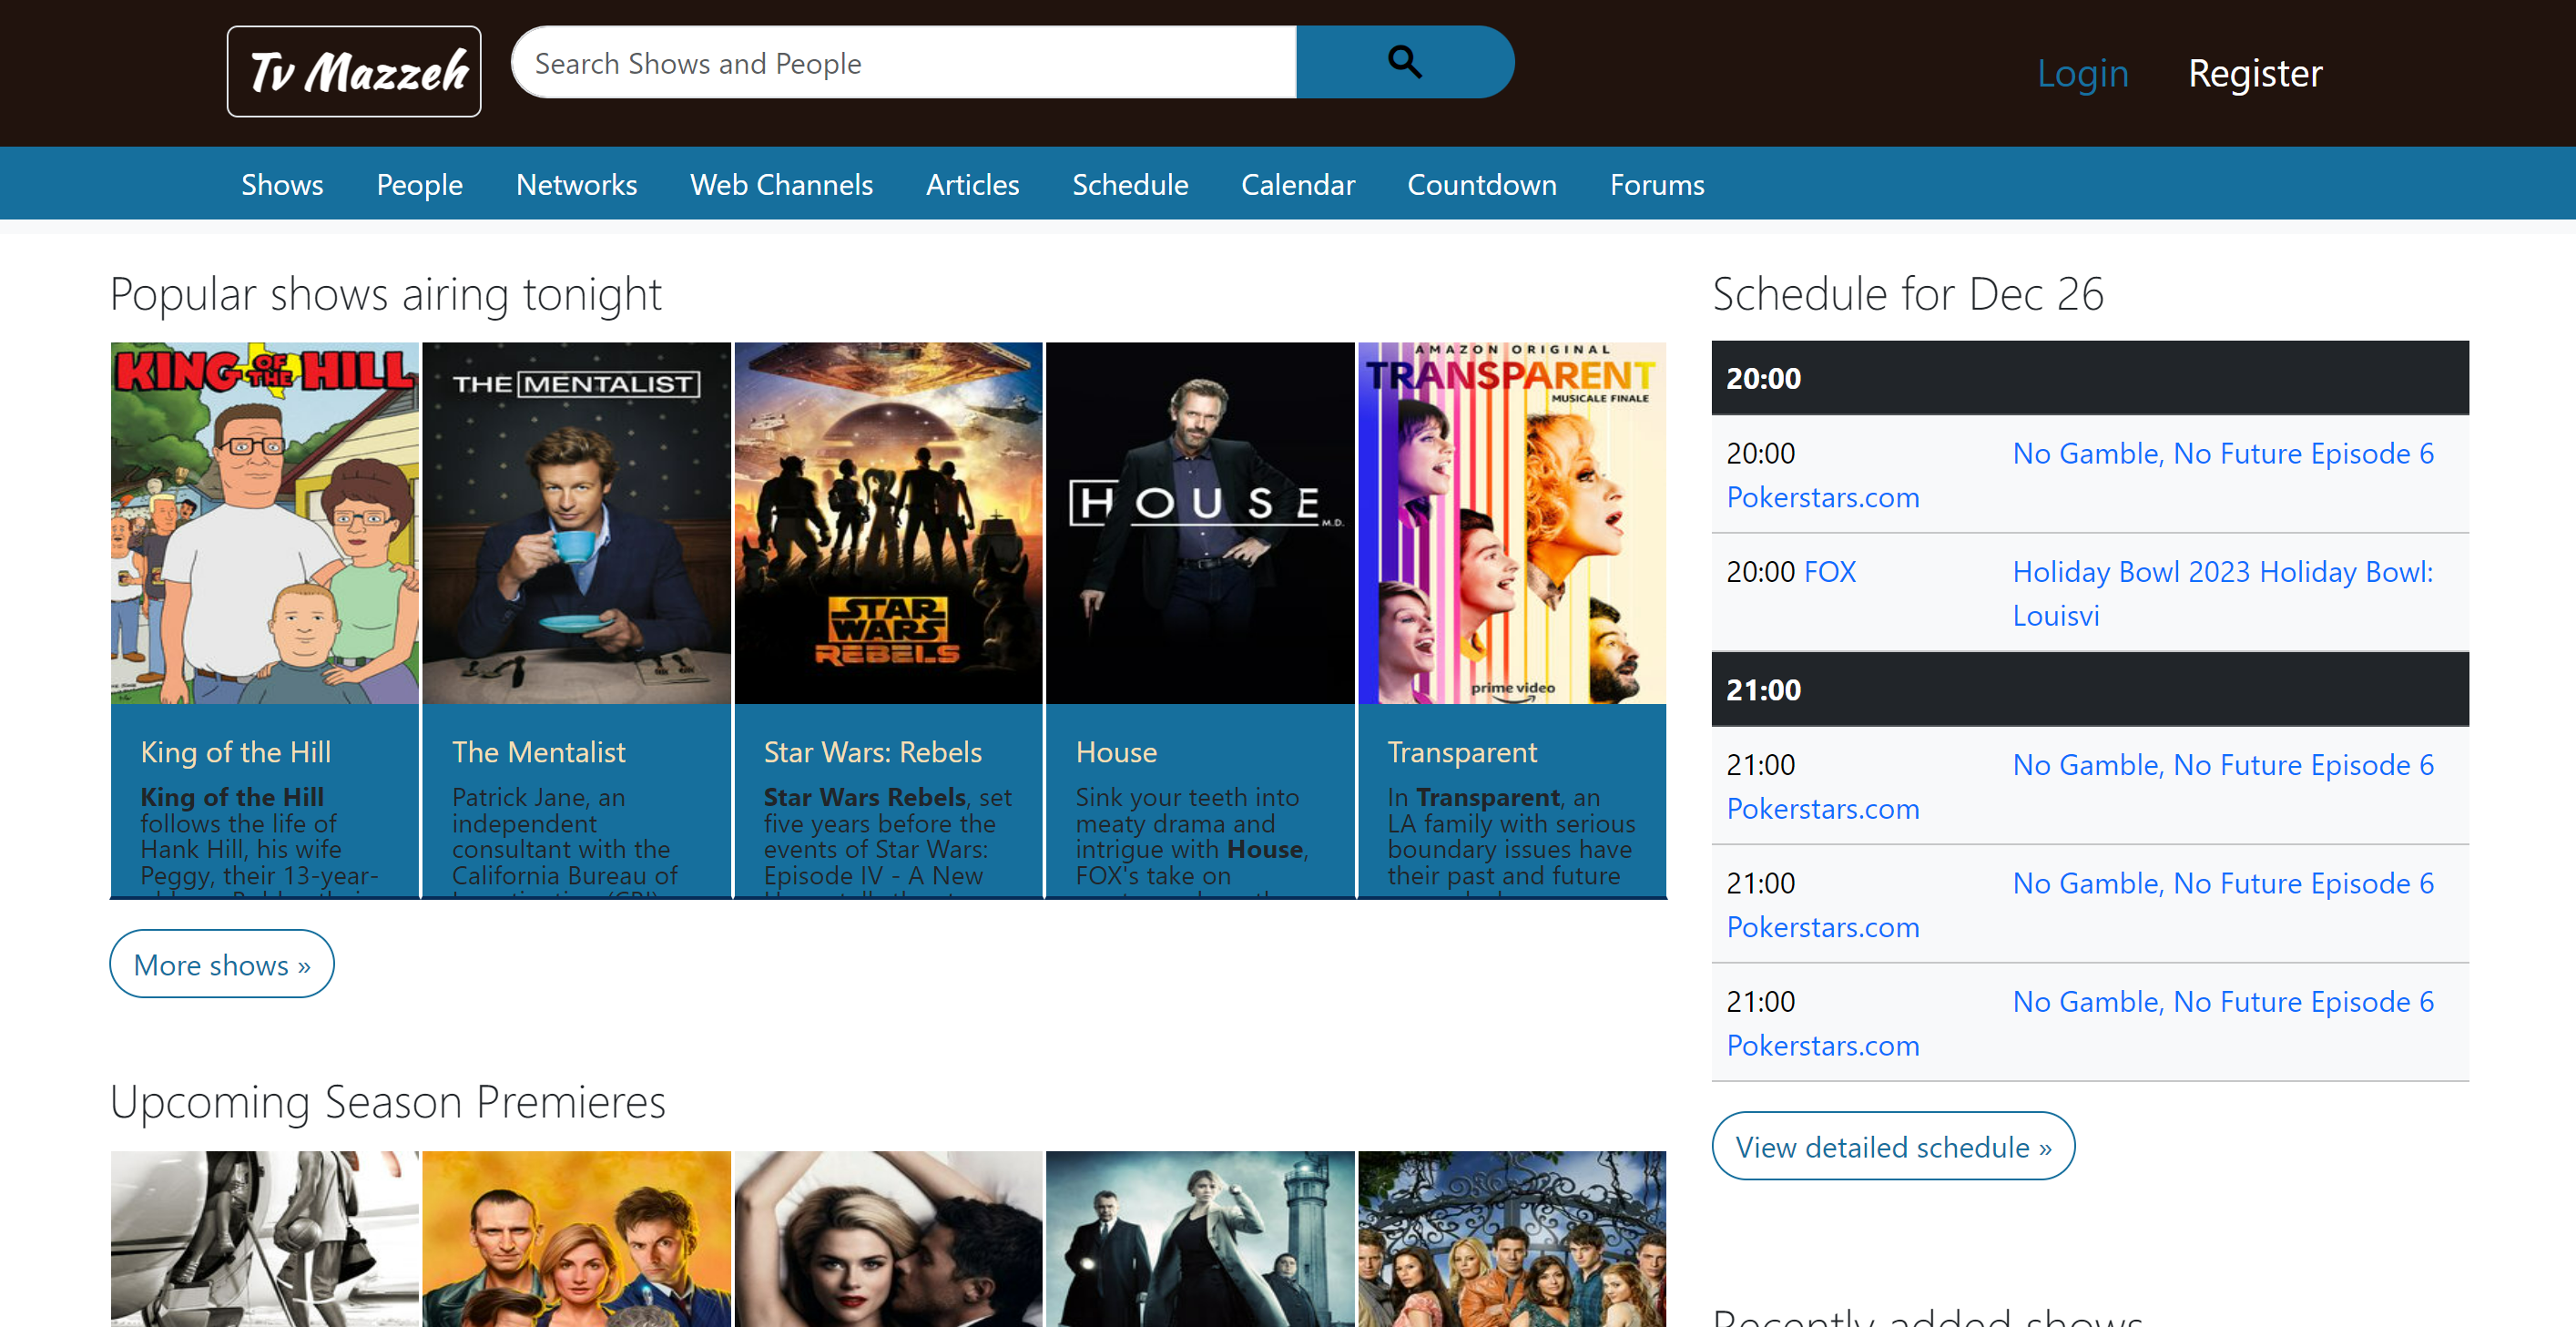 Tv Mazzeh
Search Shows and People
Login
Register
Shows
People
Networks
Web Channels
Articles
Schedule
Calendar
Countdown
Forums
Popular shows airing tonight
KING OF THE HILL
THE MENTALIST
STAR
WARS
REBELS
HOUSE
M.D.
AMAZON ORIGINAL
TRANSPARENT
MUSICALE FINALE
prime video
King of the Hill
King of the Hill
follows the life of
Hank Hill, his wife
Peggy, their 13-year-
The Mentalist
Patrick Jane, an
independent
consultant with the
California Bureau of
Star Wars: Rebels
Star Wars Rebels, set
five years before the
events of Star Wars:
Episode IV - A New
House
Sink your teeth into
meaty drama and
intrigue with House,
FOX's take on
Transparent
In Transparent, an
LA family with serious
boundary issues have
their past and future
More shows »
Upcoming Season Premieres
Schedule for Dec 26
20:00
20:00 No Gamble, No Future Episode 6
Pokerstars.com
20:00 FOX Holiday Bowl 2023 Holiday Bowl:
Louisvi
21:00
21:00 No Gamble, No Future Episode 6
Pokerstars.com
21:00 No Gamble, No Future Episode 6
Pokerstars.com
21:00 No Gamble, No Future Episode 6
Pokerstars.com
View detailed schedule »
Recently added shows